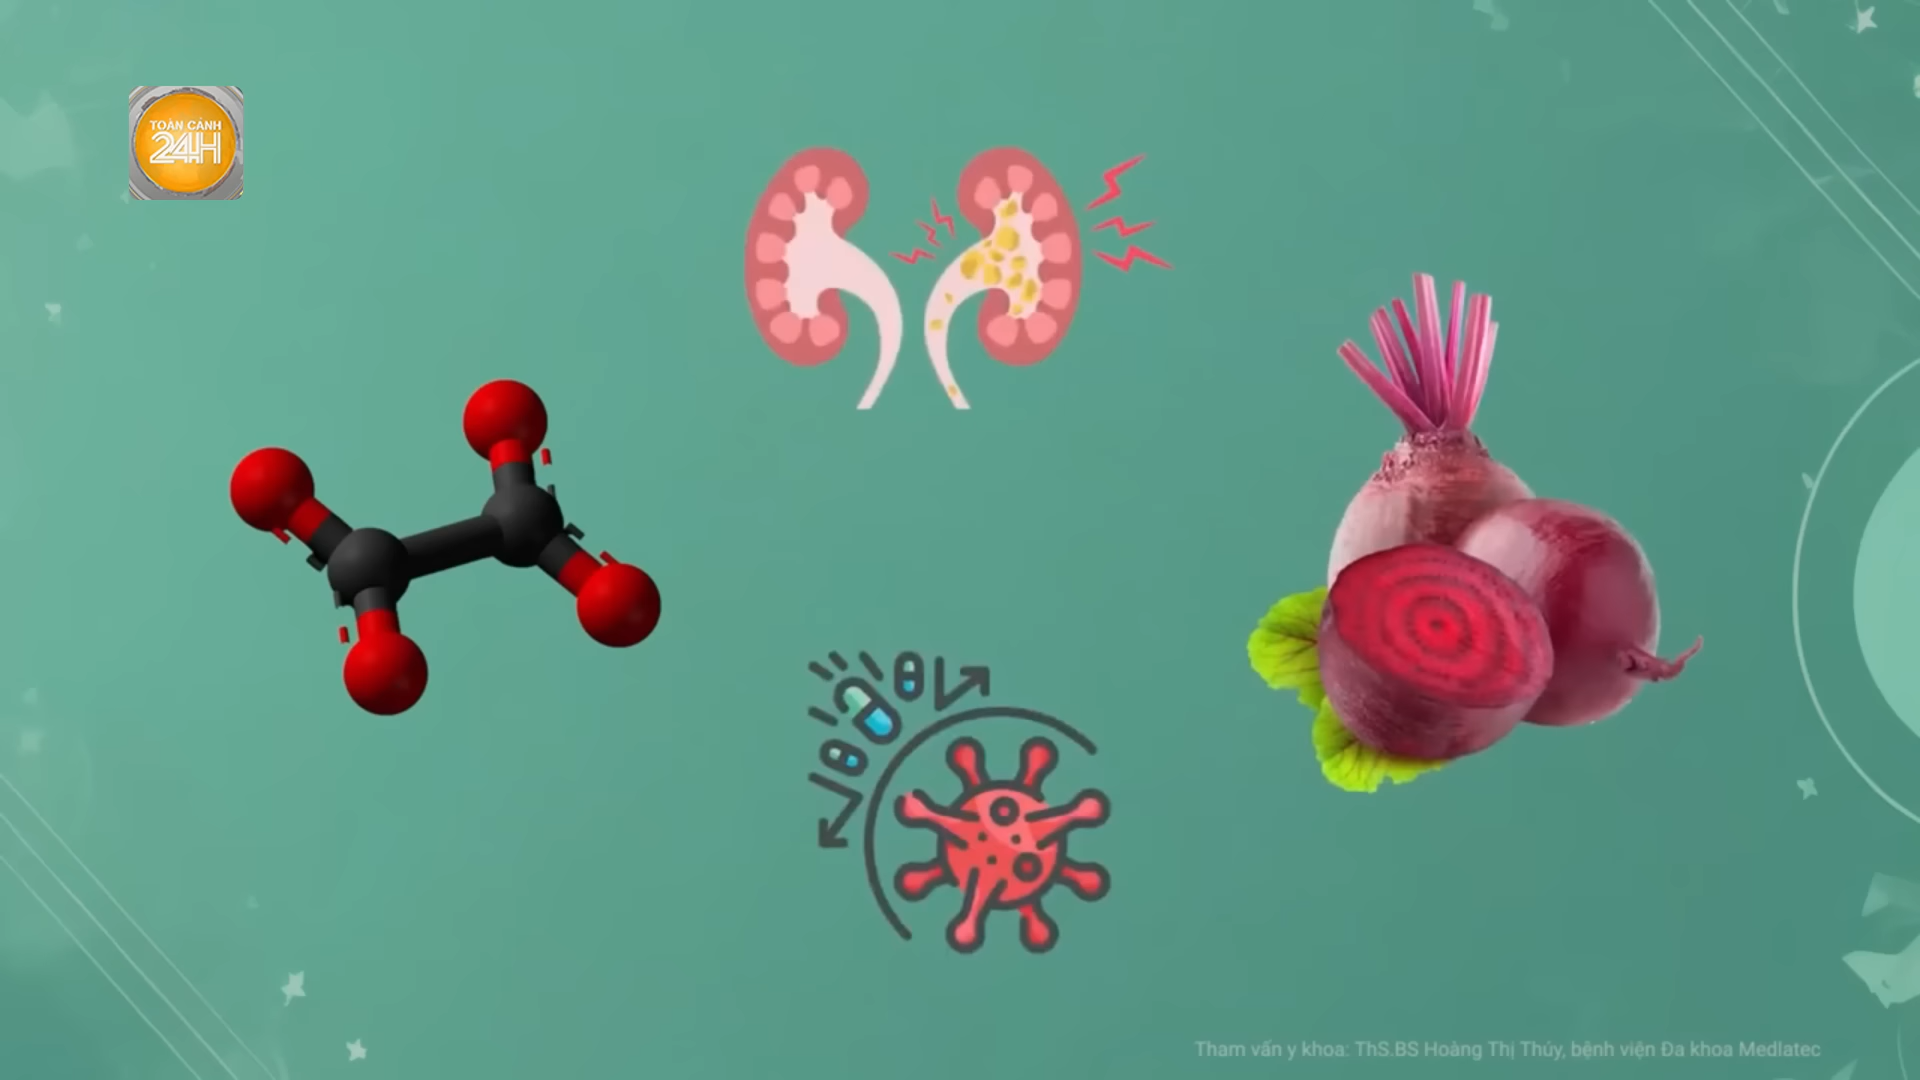 TOÀN CẢNH
24H
Tham vấn y khoa: ThS.BS Hoàng Thị Thúy, bệnh viện Đa khoa Medlatec